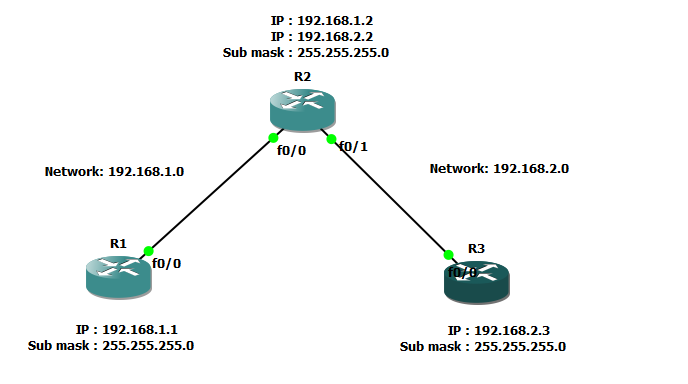 IP : 192.168.1.2
IP : 192.168.2.2
Sub mask : 255.255.255.0
R2
f0/0
f0/1
Network: 192.168.1.0
Network: 192.168.2.0
R1
f0/0
R3
f0/0
IP : 192.168.1.1
Sub mask : 255.255.255.0
IP : 192.168.2.3
Sub mask : 255.255.255.0